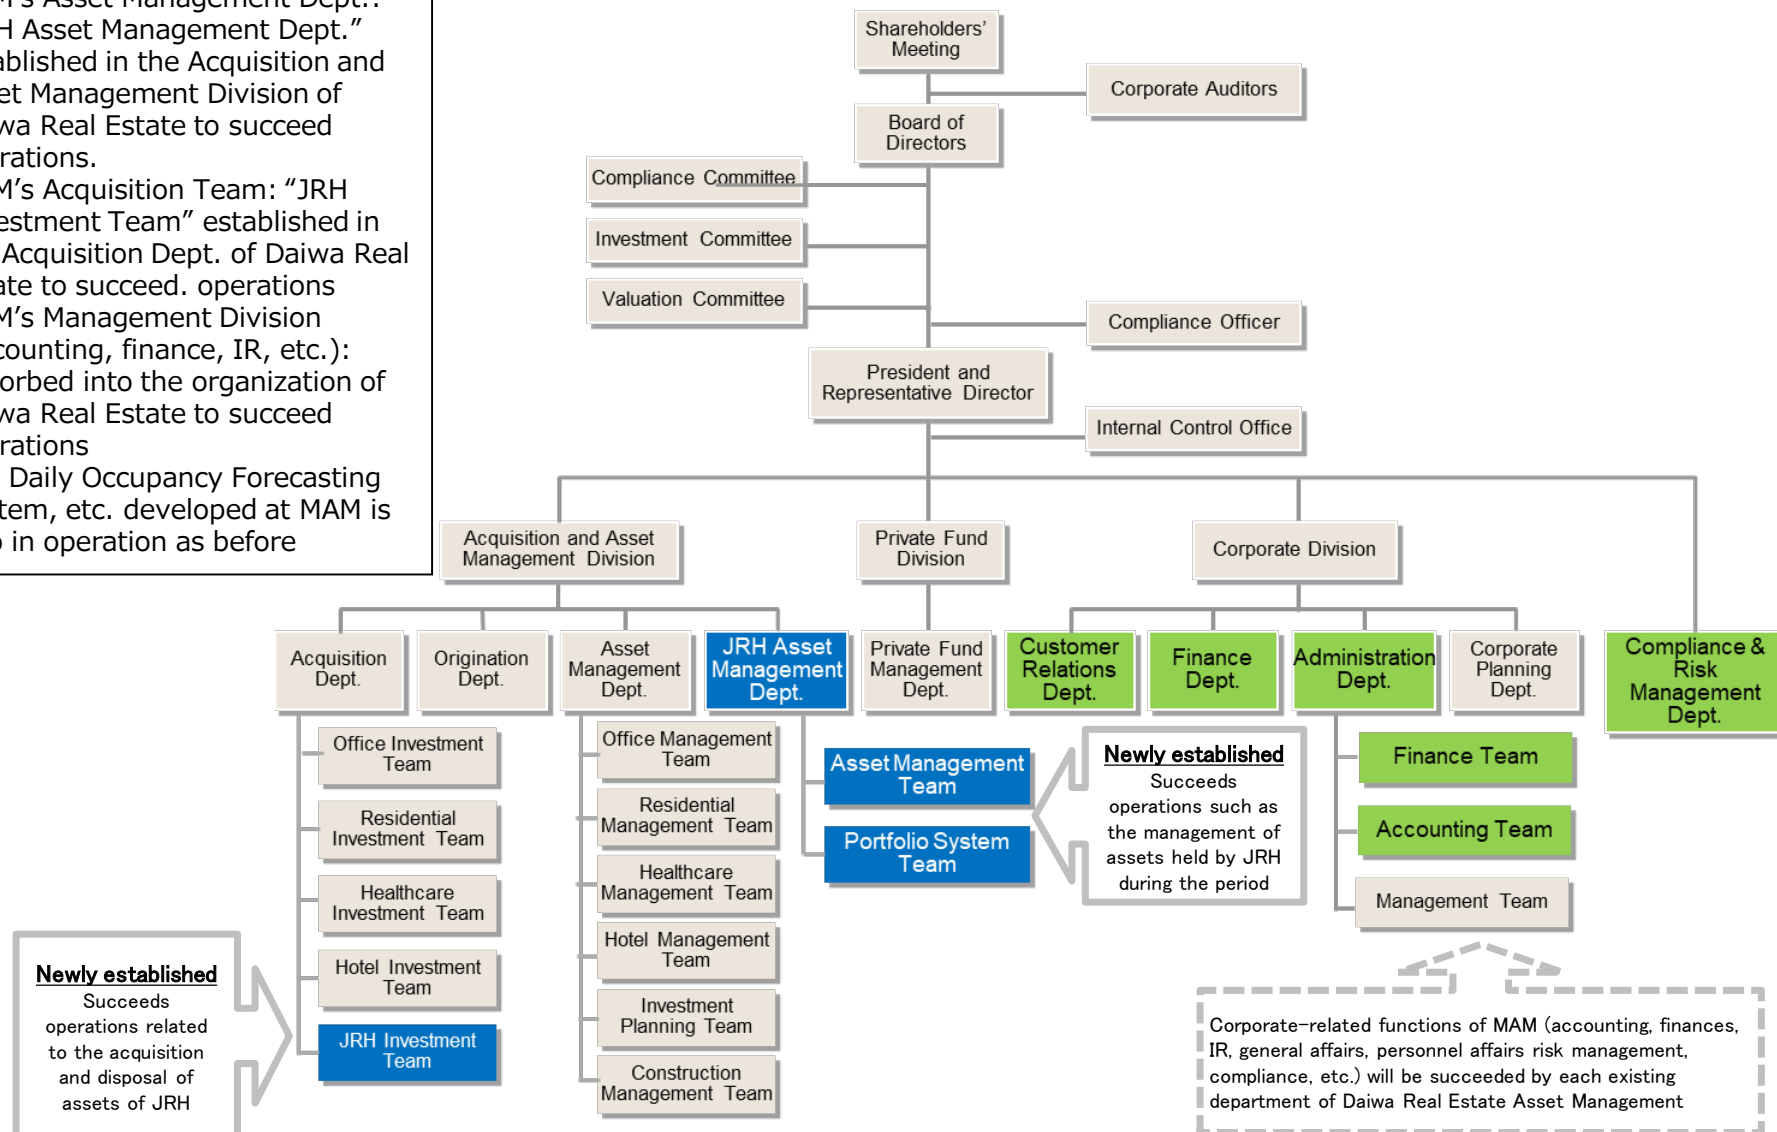 Asset Management Dept.:
Asset Management Dept.”
in the Acquisition and
Management Division of
Real Estate to succeed
Acquisition Team: “JRH
Team” established in
Acquisition Dept. of Daiwa Real
to succeed. operations
Management Division
finance, IR, etc.):
into the organization of
Real Estate to succeed
Daily Occupancy Forecasting
etc. developed at MAM is
in operation as before
Shareholders’
Meeting
Corporate Auditors
Board of
Directors
Compliance Committee
Investment Committee
Valuation Committee
Compliance Officer
President and
Representative Director
Internal Control Office
Acquisition and Asset
Management Division
Private Fund
Division
Corporate Division
Acquisition
Dept.
Origination
Dept.
Asset
Management
Dept.
JRH Asset
Management
Dept.
Private Fund
Management
Dept.
Customer
Relations
Dept.
Finance
Dept.
Administration
Dept.
Corporate
Planning
Dept.
Compliance &
Risk
Management
Dept.
Office Investment
Team
Residential
Investment Team
Healthcare
Investment Team
Hotel Investment
Team
JRH Investment
Team
Office Management
Team
Residential
Management Team
Healthcare
Management Team
Hotel Management
Team
Investment
Planning Team
Construction
Management Team
Asset Management
Team
Portfolio System
Team
Newly established
Succeeds
operations such as
the management of
assets held by JRH
during the period
Finance Team
Accounting Team
Management Team
Newly established
Succeeds
operations related
to the acquisition
and disposal of
assets of JRH
Corporate-related functions of MAM (accounting, finances,
IR, general affairs, personnel affairs risk management,
compliance, etc.) will be succeeded by each existing
department of Daiwa Real Estate Asset Management